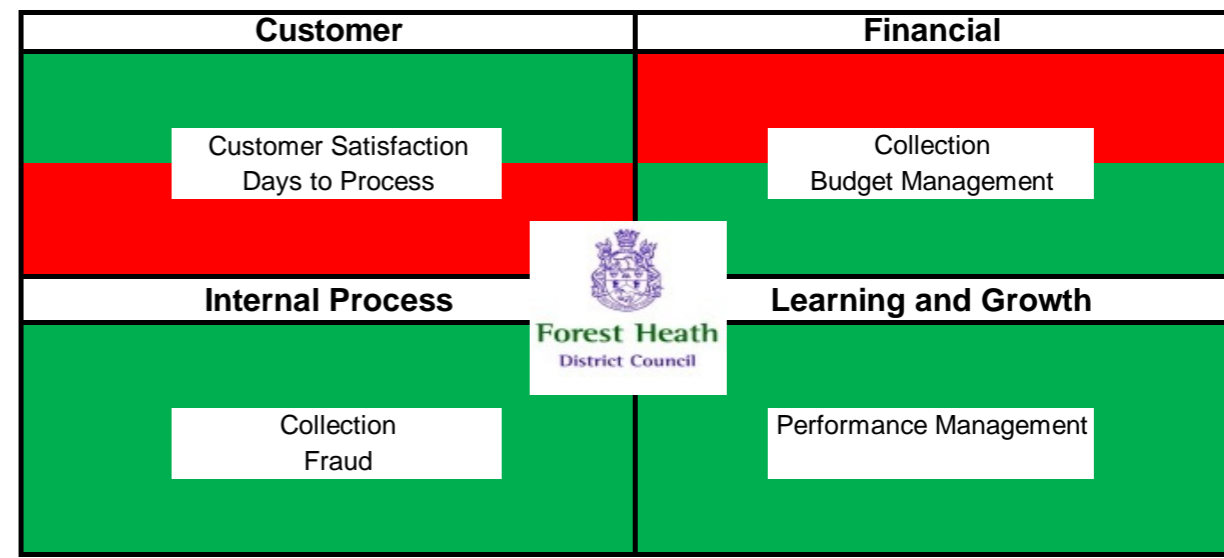 Customer
Financial
Customer Satisfaction
Days to Process
Collection
Budget Management
Internal Process
Learning and Growth
Forest Heath
District Council
Collection
Fraud
Performance Management